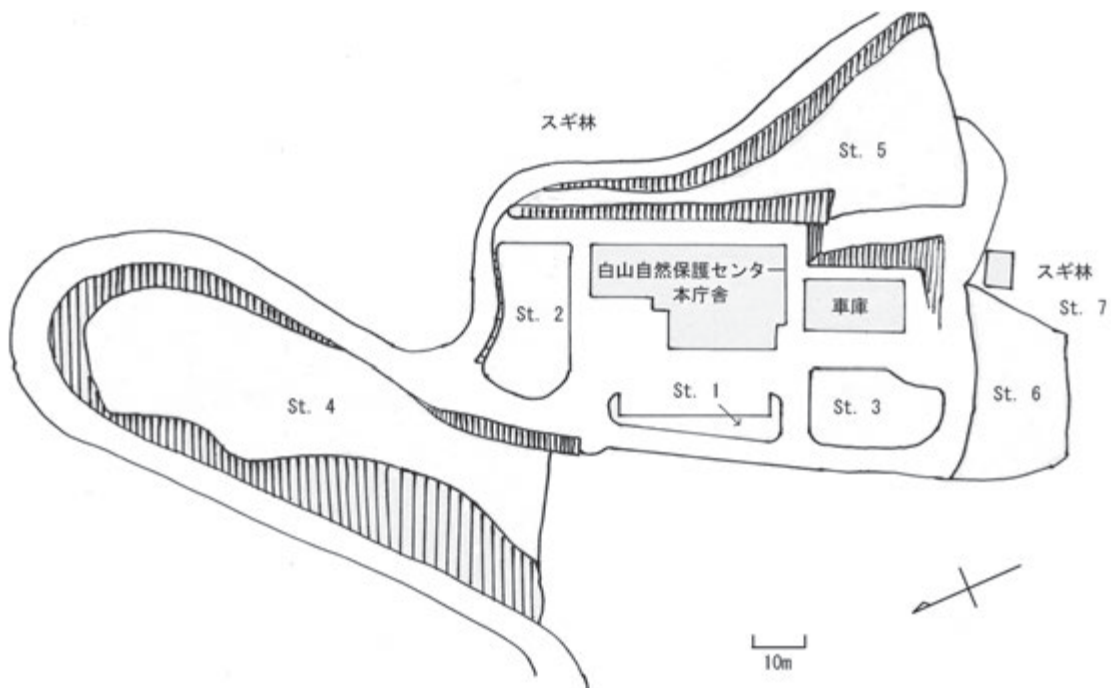 スギ林
St. 5
白山自然保護センター
本庁舎
車庫
スギ林
St. 7
St. 2
St. 1
St. 3
St. 6
St. 4
10m